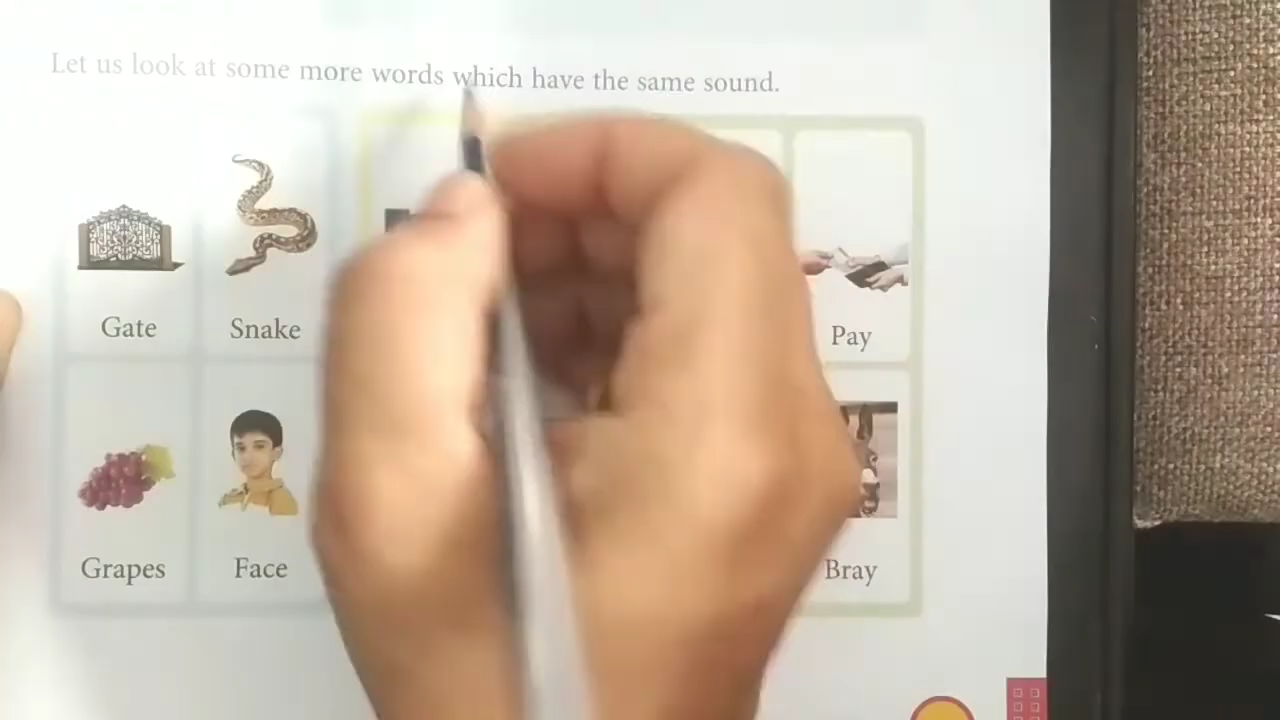 Let us look at some more words which have the same sound.
Gate Snake Pay
Grapes Face Bray